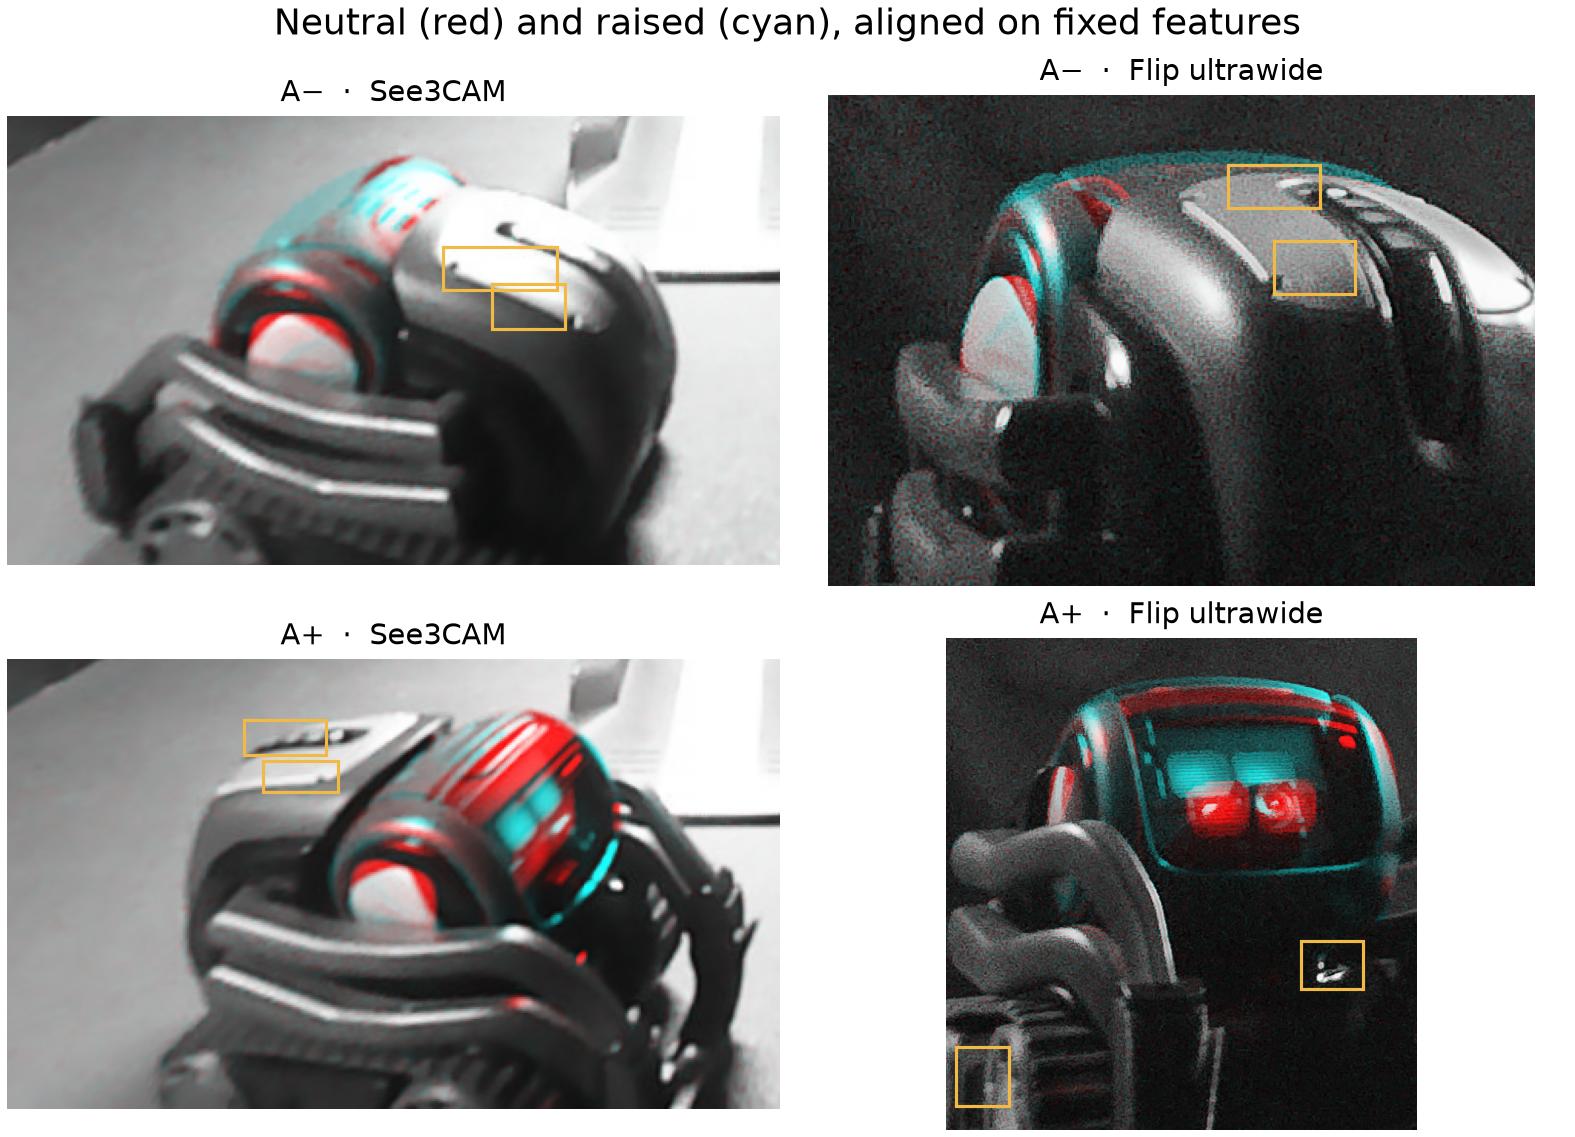 Neutral (red) and raised (cyan), aligned on fixed features
A− · See3CAM
A− · Flip ultrawide
A+ · See3CAM
A+ · Flip ultrawide